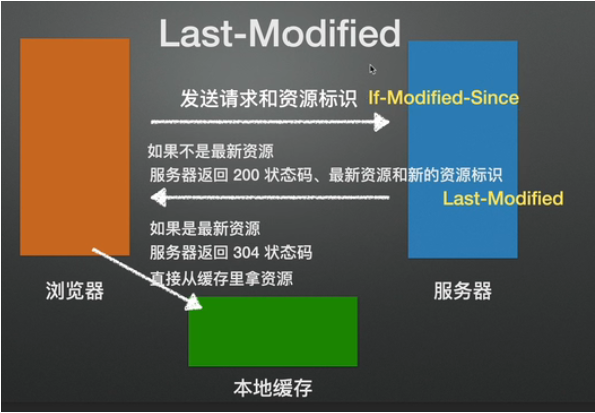 Last-Modified
发送请求和资源标识 If-Modified-Since
如果不是最新资源
服务器返回 200 状态码、最新资源和新的资源标识
Last-Modified
如果是最新资源
服务器返回 304 状态码
直接从缓存里拿资源
浏览器
服务器
本地缓存